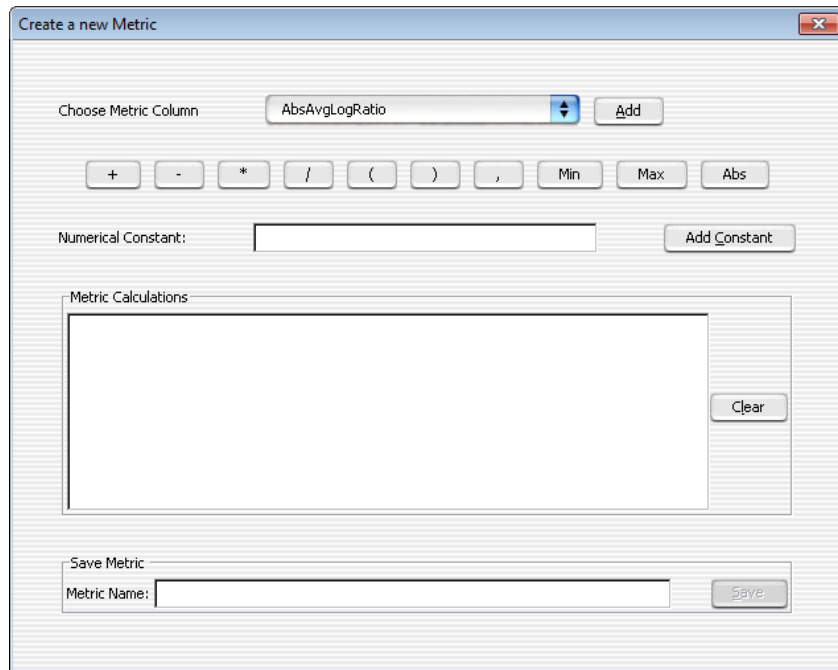 Create a new Metric
Choose Metric Column AbsAvgLogRatio Add
+ - * / ( ) , Min Max Abs
Numerical Constant: Add Constant
Metric Calculations
Clear
Save Metric
Metric Name: Save